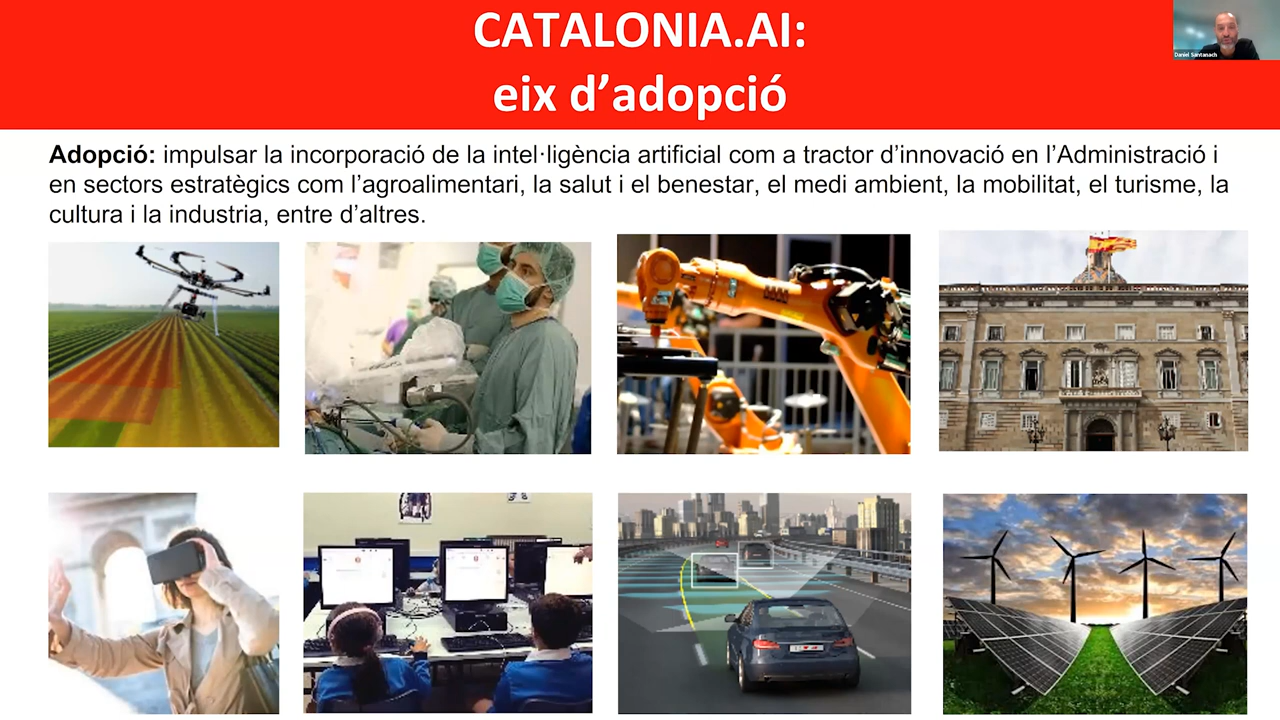 CATALONIA.AI:
eix d’adopció
Daniel Santanach
Adopció: impulsar la incorporació de la intel·ligència artificial com a tractor d’innovació en l’Administració i
en sectors estratègics com l’agroalimentari, la salut i el benestar, el medi ambient, la mobilitat, el turisme, la
cultura i la industria, entre d’altres.